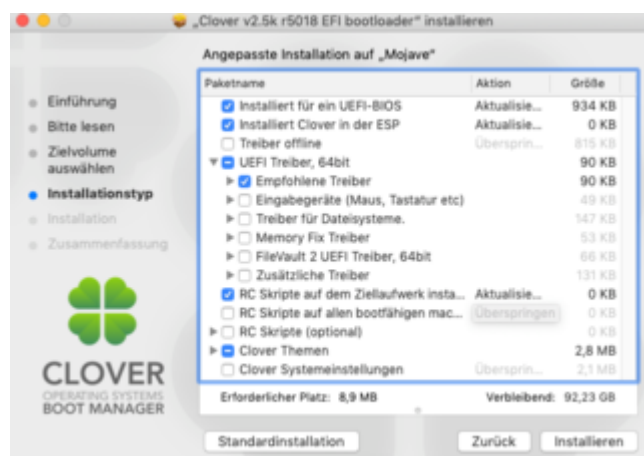 „Clover v2.5k r5018 EFI bootloader“ installieren
Angepasste Installation auf „Mojave“
Einführung
Bitte lesen
Zielvolume
auswählen
Installationstyp
Installation
Zusammenfassung
CLOVER
OPERATING SYSTEMS
BOOT MANAGER
Paketname Aktion Größe
Installiert für ein UEFI-BIOS Aktualisie... 934 KB
Installiert Clover in der ESP Aktualisie... 0 KB
Treiber offline Übersprin... 815 KB
UEFI Treiber, 64bit 90 KB
Empfohlene Treiber 90 KB
Eingabegeräte (Maus, Tastatur etc) 49 KB
Treiber für Dateisysteme. 147 KB
Memory Fix Treiber 53 KB
FileVault 2 UEFI Treiber, 64bit 66 KB
Zusätzliche Treiber 131 KB
RC Skripte auf dem Ziellaufwerk insta... Aktualisie... 0 KB
RC Skripte auf allen bootfähigen mac... Überspringen 0 KB
RC Skripte (optional) 0 KB
Clover Themen 2,8 MB
Clover Systemeinstellungen Übersprin... 2,1 MB
Erforderlicher Platz: 8,9 MB Verbleibend: 92,23 GB
Standardinstallation Zurück Installieren